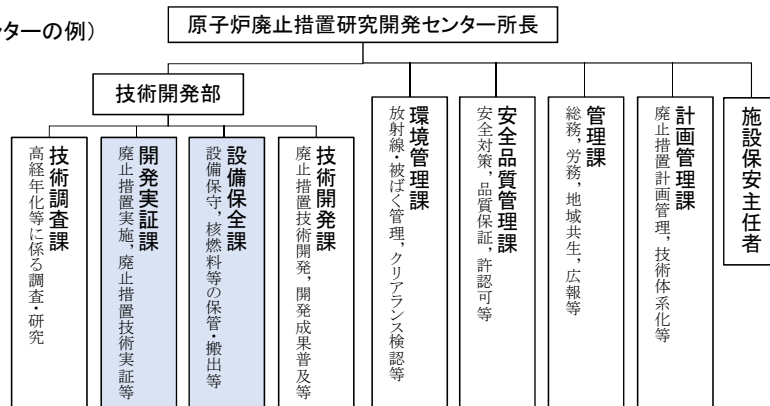 ンターの例)
原子炉廃止措置研究開発センター所長
技術開発部
施設保安主任者
計画管理課
廃止措置計画管理，技術体系化等
管理課
総務，労務，地域共生，広報等
安全品質管理課
安全対策，品質保証，許認可等
環境管理課
放射線・被ばく管理，クリアランス検認等
技術開発課
廃止措置技術開発，開発成果普及等
設備保全課
設備保守，核燃料等の保管・搬出等
開発実証課
廃止措置実施，廃止措置技術実証等
技術調査課
高経年化等に係る調査・研究